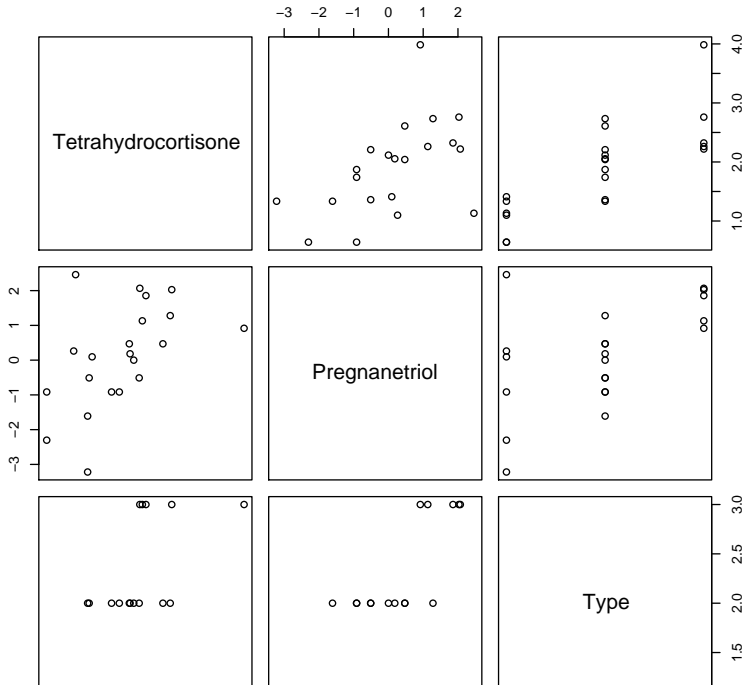 −3 −2 −1 0 1 2
Tetrahydrocortisone
1.0 2.0 3.0 4.0
−3 −2 −1 0 1 2
Pregnanetriol
Type
1.5 2.0 2.5 3.0